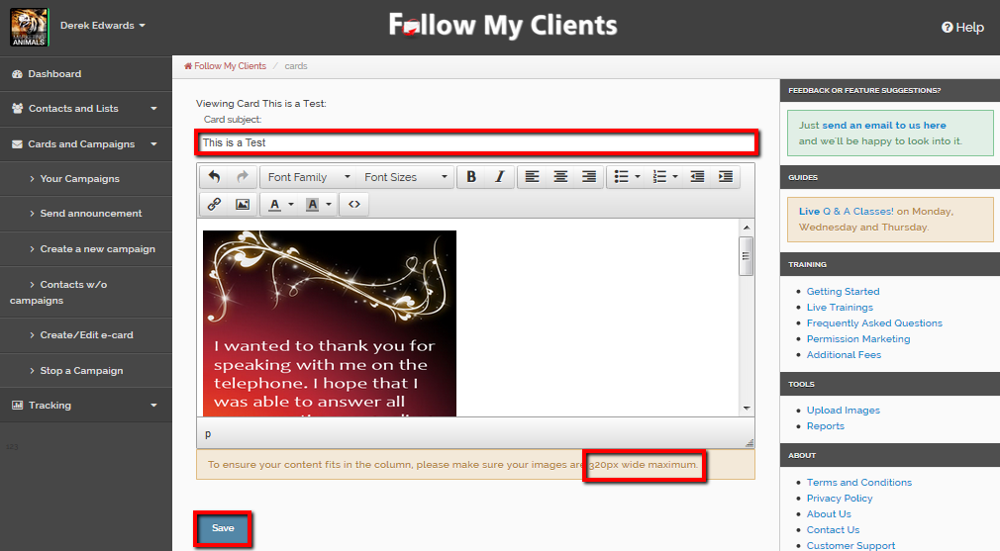 MARKETING
ANIMALS
Derek Edwards
Follow My Clients
Help
Dashboard
Contacts and Lists
Cards and Campaigns
Your Campaigns
Send announcement
Create a new campaign
Contacts w/o
campaigns
Create/Edit e-card
Stop a Campaign
Tracking
123
Follow My Clients / cards
Viewing Card This is a Test:
Card subject:
This is a Test
Font Family Font Sizes B I
A A <>
I wanted to thank you for
speaking with me on the
telephone. I hope that I
was able to answer all
p
To ensure your content fits in the column, please make sure your images are 320px wide maximum.
Save
FEEDBACK OR FEATURE SUGGESTIONS?
Just send an email to us here
and we'll be happy to look into it.
GUIDES
Live Q & A Classes! on Monday,
Wednesday and Thursday.
TRAINING
Getting Started
Live Trainings
Frequently Asked Questions
Permission Marketing
Additional Fees
TOOLS
Upload Images
Reports
ABOUT
Terms and Conditions
Privacy Policy
About Us
Contact Us
Customer Support